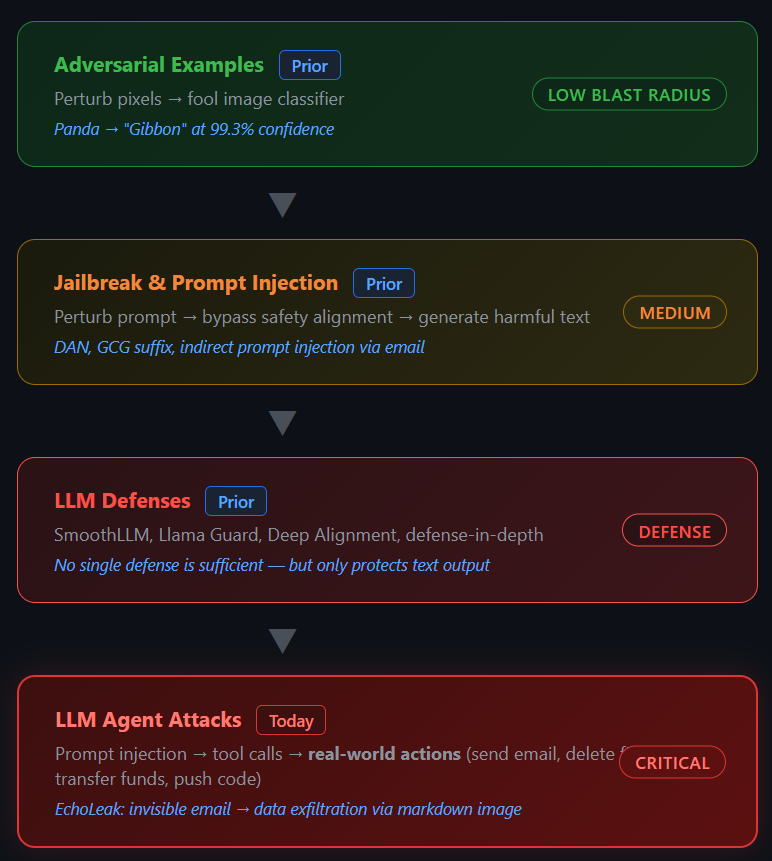 Adversarial Examples Prior
Perturb pixels → fool image classifier
Panda → "Gibbon" at 99.3% confidence
LOW BLAST RADIUS
Jailbreak & Prompt Injection Prior
Perturb prompt → bypass safety alignment → generate harmful text
DAN, GCG suffix, indirect prompt injection via email
MEDIUM
LLM Defenses Prior
SmoothLLM, Llama Guard, Deep Alignment, defense-in-depth
No single defense is sufficient — but only protects text output
DEFENSE
LLM Agent Attacks Today
Prompt injection → tool calls → real-world actions (send email, delete
transfer funds, push code)
EchoLeak: invisible email → data exfiltration via markdown image
CRITICAL